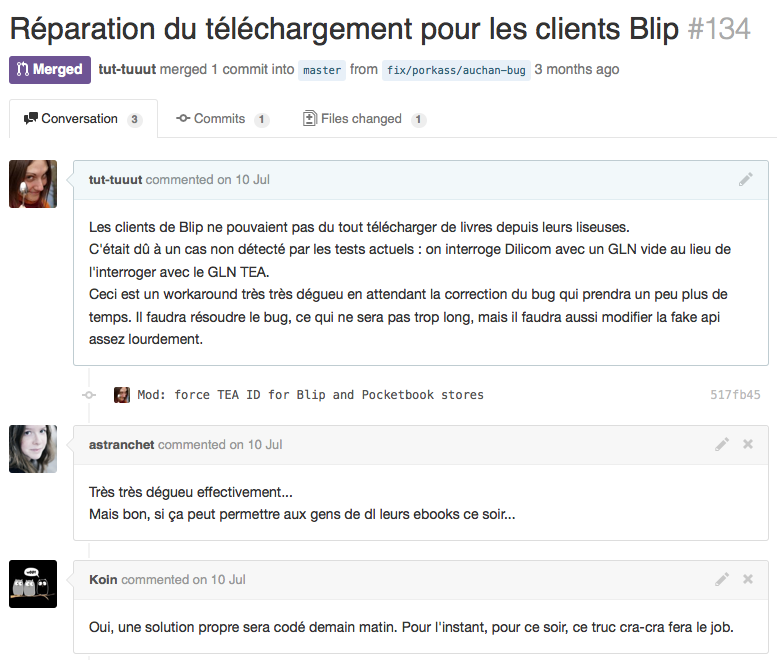 Réparation du téléchargement pour les clients Blip #134
Merged tut-tuuut merged 1 commit into master from fix/porkass/auchan-bug 3 months ago
Conversation 3 Commits 1 Files changed 1
tut-tuuut commented on 10 Jul
Les clients de Blip ne pouvaient pas du tout télécharger de livres depuis leurs liseuses.
C'était dû à un cas non détecté par les tests actuels : on interroge Dilicom avec un GLN vide au lieu de
l'interroger avec le GLN TEA.
Ceci est un workaround très très dégueu en attendant la correction du bug qui prendra un peu plus de
temps. Il faudra résoudre le bug, ce qui ne sera pas trop long, mais il faudra aussi modifier la fake api
assez lourdement.
Mod: force TEA ID for Blip and Pocketbook stores 517fb45
astranchet commented on 10 Jul
Très très dégueu effectivement...
Mais bon, si ça peut permettre aux gens de dl leurs ebooks ce soir...
Koin commented on 10 Jul
Oui, une solution propre sera codé demain matin. Pour l'instant, pour ce soir, ce truc cra-cra fera le job.